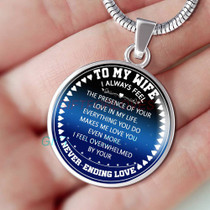 TO MY WIFE
I ALWAYS FEEL
THE PRESENCE OF YOUR
LOVE IN MY LIFE.
EVERYTHING YOU DO
MAKES ME LOVE YOU
EVEN MORE.
I FEEL OVERWHELMED
BY YOUR
NEVER ENDING LOVE